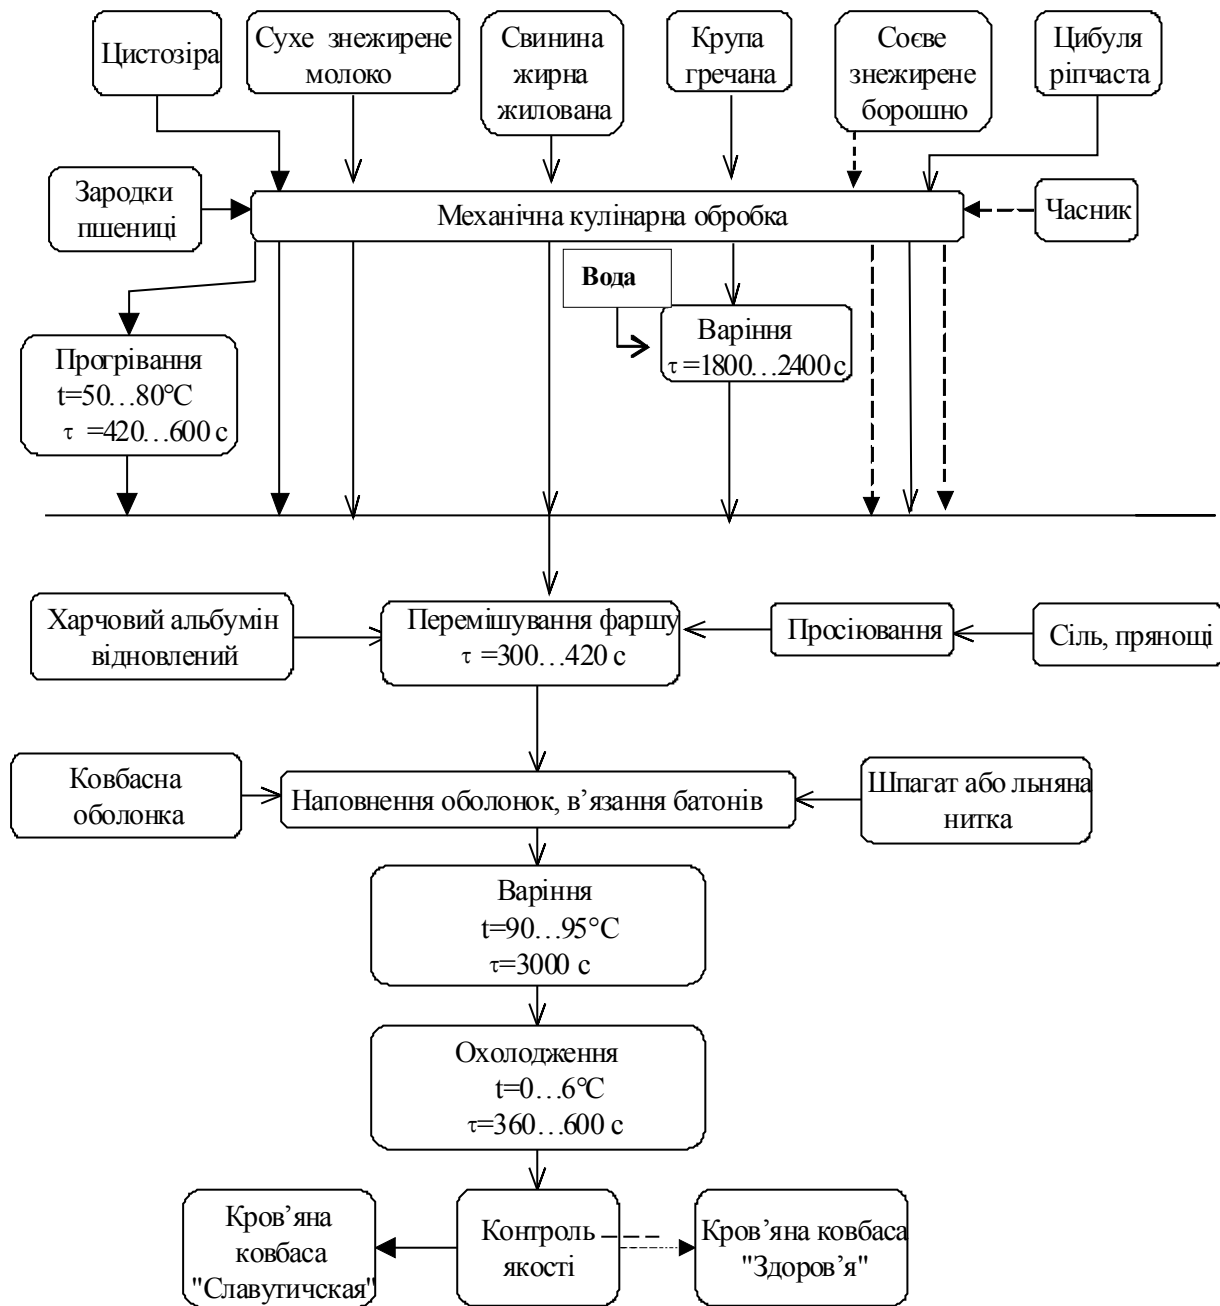 Цистозіра
Сухе знежирене
молоко
Свинина
жирна
жилована
Крупа
гречана
Соєве
знежирене
борошно
Цибуля
ріпчаста
Зародки
пшениці
Механічна кулінарна обробка
Часник
Вода
Прогрівання
t=50…80°С
τ =420…600 с
Варіння
τ =1800…2400 с
Харчовий альбумін
відновлений
Перемішування фаршу
τ =300…420 с
Просіювання
Сіль, прянощі
Ковбасна
оболонка
Наповнення оболонок, в’язання батонів
Шпагат або льняна
нитка
Варіння
t=90…95°С
τ=3000 с
Охолодження
t=0…6°С
τ=360…600 с
Кров’яна
ковбаса
"Славутичская"
Контроль
якості
Кров’яна ковбаса
"Здоров’я"